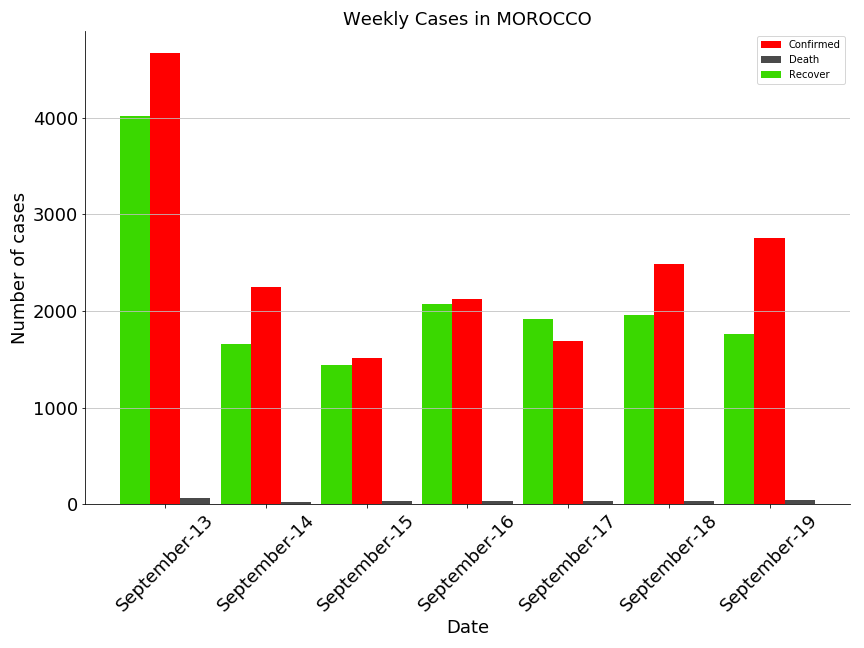 Weekly Cases in MOROCCO
Confirmed
Death
Recover
Number of cases
4000
3000
2000
1000
0
September-13
September-14
September-15
September-16
September-17
September-18
September-19
Date